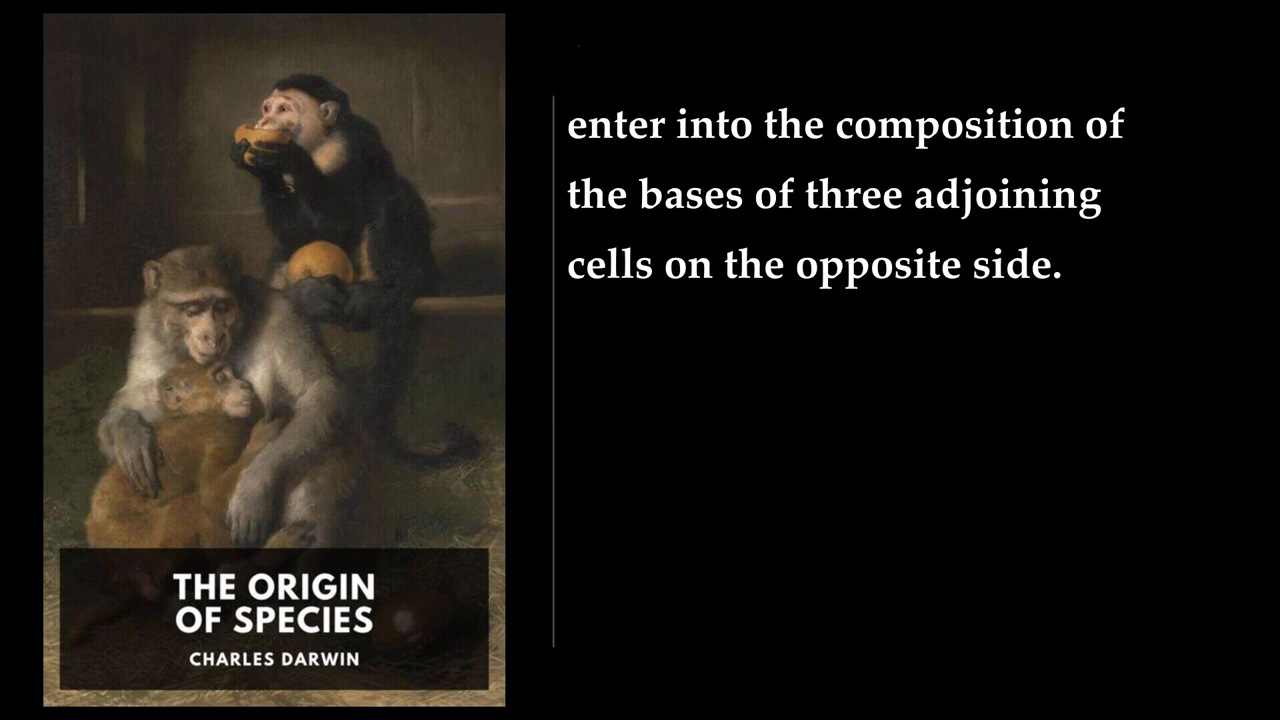 enter into the composition of
the bases of three adjoining
cells on the opposite side.
THE ORIGIN
OF SPECIES
CHARLES DARWIN